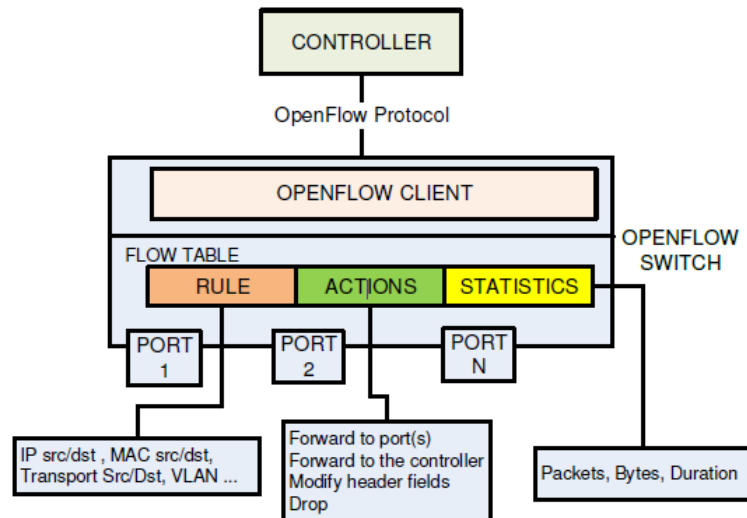 CONTROLLER
OpenFlow Protocol
OPENFLOW CLIENT
OPENFLOW
SWITCH
FLOW TABLE
RULE
ACTIONS
STATISTICS
PORT
1
PORT
2
PORT
N
IP src/dst , MAC src/dst,
Transport Src/Dst, VLAN ...
Forward to port(s)
Forward to the controller
Modify header fields
Drop
Packets, Bytes, Duration